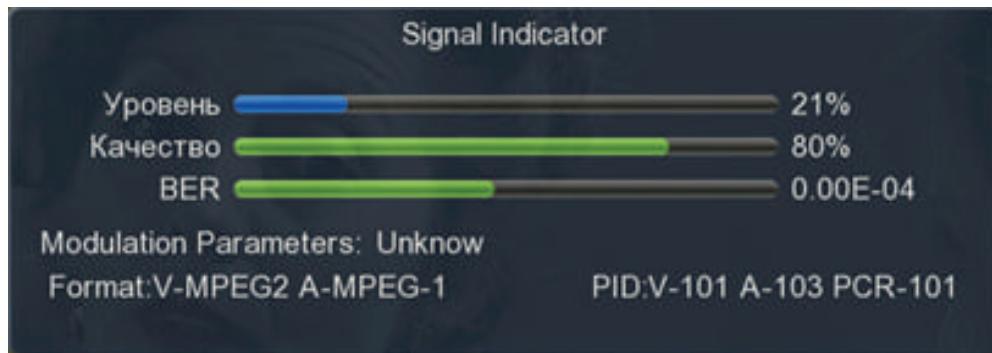 Signal Indicator
Уровень 21%
Качество 80%
BER 0.00E-04
Modulation Parameters: Unknow
Format:V-MPEG2 A-MPEG-1 PID:V-101 A-103 PCR-101